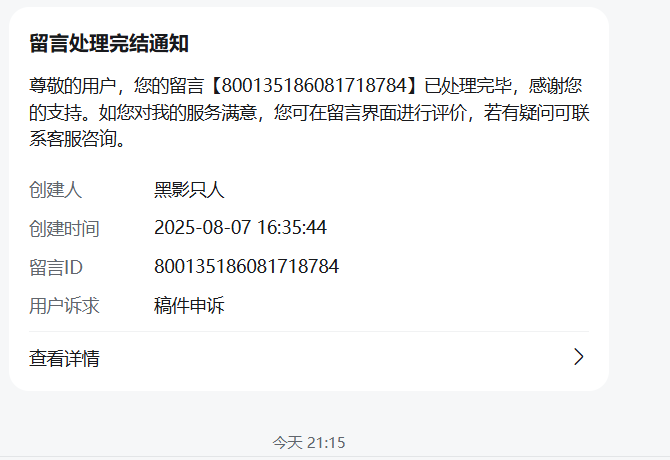 留言处理完结通知
尊敬的用户，您的留言【800135186081718784】已处理完毕，感谢您
的支持。如您对我的服务满意，您可在留言界面进行评价，若有疑问可联
系客服咨询。
创建人 黑影只人
创建时间 2025-08-07 16:35:44
留言ID 800135186081718784
用户诉求 稿件申诉
查看详情
今天 21:15